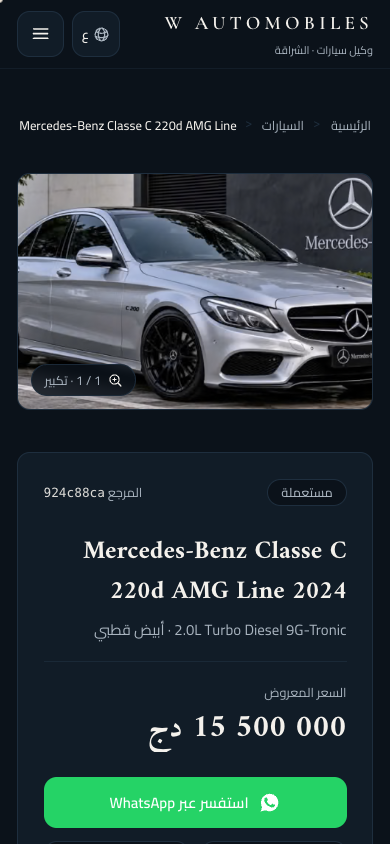 W AUTOMOBILES
وكيل سيارات · الشراقة
ع
الرئيسية > السيارات > Mercedes-Benz Classe C 220d AMG Line
Mercedes-
C 200
Mercedes-Benz
1 / 1 · تكبير
مستعملة
المرجع 924c88ca
Mercedes-Benz Classe C
220d AMG Line 2024
2.0L Turbo Diesel 9G-Tronic · أبيض قطبي
السعر المعروض
15 500 000 دج
استفسر عبر WhatsApp